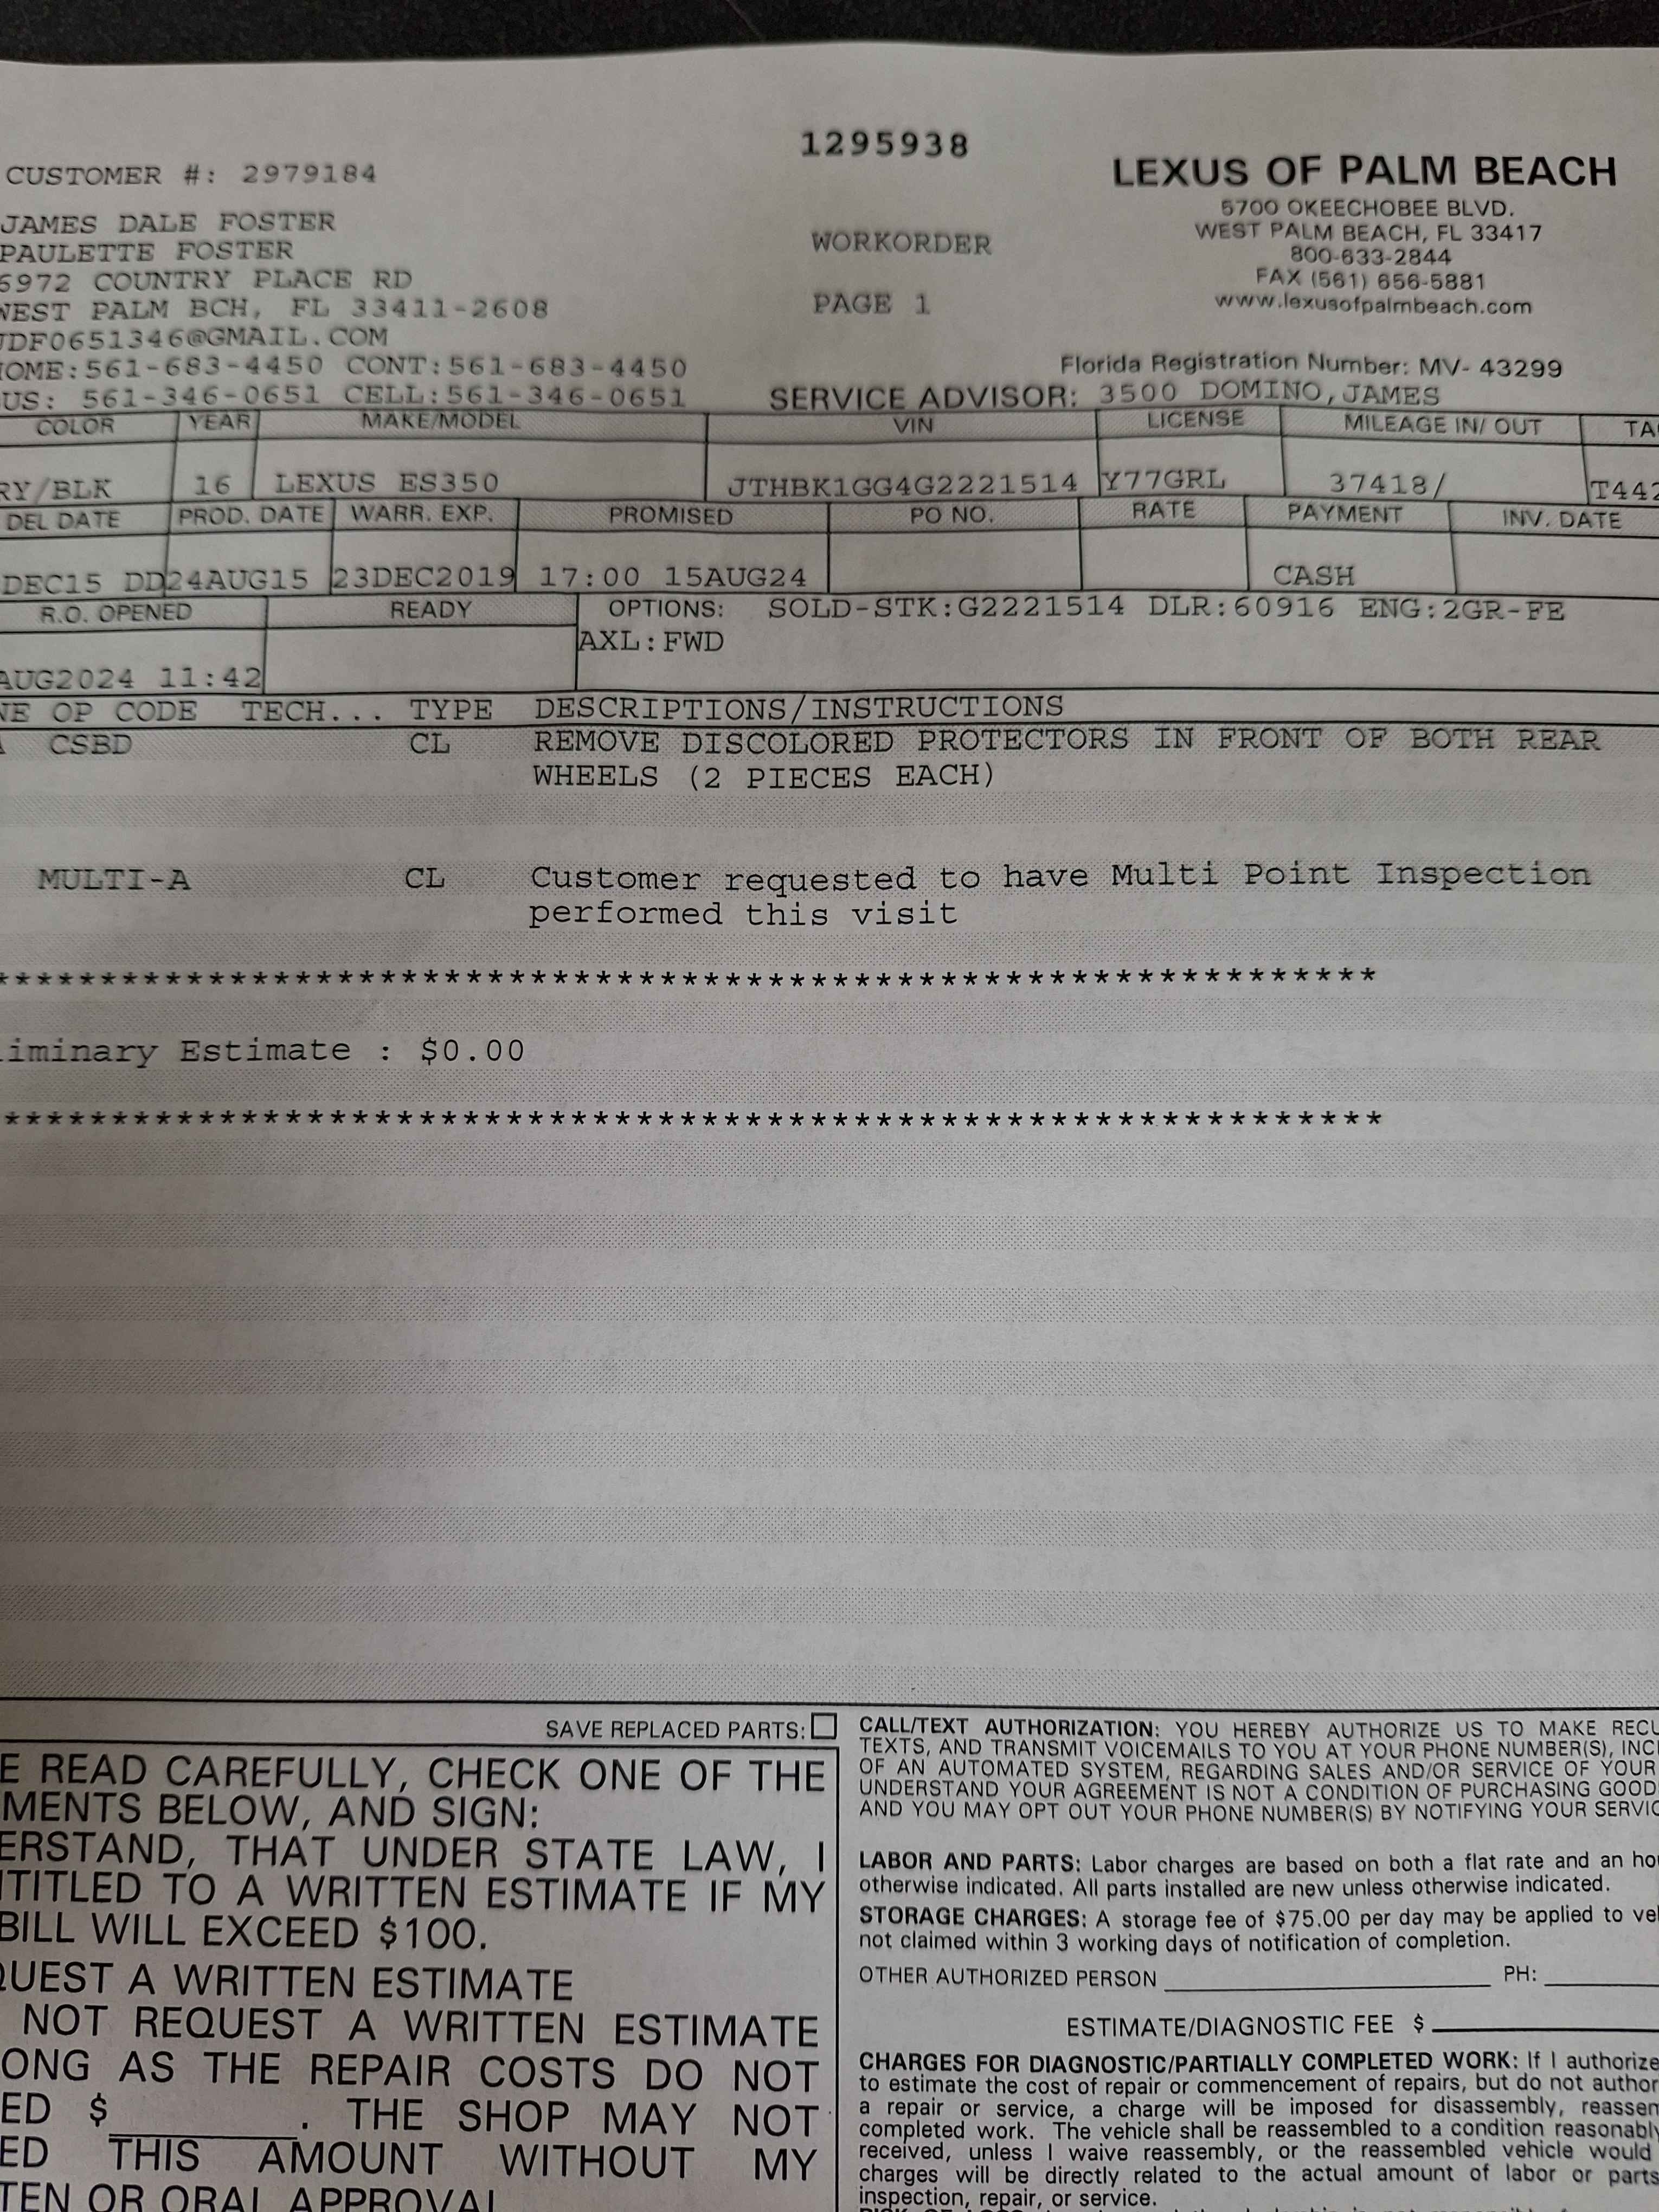 1295938
CUSTOMER #: 2979184
JAMES DALE FOSTER
PAULETTE FOSTER
6972 COUNTRY PLACE RD
WEST PALM BCH, FL 33411-2608
JDF0651346@GMAIL.COM
HOME:561-683-4450 CONT:561-683-4450
US: 561-346-0651 CELL:561-346-0651
WORKORDER
PAGE 1
LEXUS OF PALM BEACH
5700 OKEECHOBEE BLVD.
WEST PALM BEACH, FL 33417
800-633-2844
FAX (561) 656-5881
www.lexusofpalmbeach.com
Florida Registration Number: MV- 43299
SERVICE ADVISOR: 3500 DOMINO,JAMES
COLOR YEAR MAKE/MODEL VIN LICENSE MILEAGE IN/ OUT TA
RY/BLK 16 LEXUS ES350 JTHBK1GG4G2221514 Y77GRL 37418/ T442
DEL DATE PROD. DATE WARR. EXP. PROMISED PO NO. RATE PAYMENT INV. DATE
DEC15 DD 24AUG15 23DEC2019 17:00 15AUG24 CASH
R.O. OPENED READY OPTIONS: SOLD-STK:G2221514 DLR:60916 ENG:2GR-FE
AXL:FWD
AUG2024 11:42
NE OP CODE TECH... TYPE DESCRIPTIONS/INSTRUCTIONS
A CSBD CL REMOVE DISCOLORED PROTECTORS IN FRONT OF BOTH REAR
WHEELS (2 PIECES EACH)
MULTI-A CL Customer requested to have Multi Point Inspection
performed this visit
*****************************************************************************
liminary Estimate : $0.00
*****************************************************************************
SAVE REPLACED PARTS:
E READ CAREFULLY, CHECK ONE OF THE
MENTS BELOW, AND SIGN:
ERSTAND, THAT UNDER STATE LAW, I
TITLED TO A WRITTEN ESTIMATE IF MY
BILL WILL EXCEED $100.
QUEST A WRITTEN ESTIMATE
NOT REQUEST A WRITTEN ESTIMATE
ONG AS THE REPAIR COSTS DO NOT
ED $ . THE SHOP MAY NOT
ED THIS AMOUNT WITHOUT MY
TEN OR ORAL APPROVAL
CALL/TEXT AUTHORIZATION: YOU HEREBY AUTHORIZE US TO MAKE RECU
TEXTS, AND TRANSMIT VOICEMAILS TO YOU AT YOUR PHONE NUMBER(S), INCL
OF AN AUTOMATED SYSTEM, REGARDING SALES AND/OR SERVICE OF YOUR
UNDERSTAND YOUR AGREEMENT IS NOT A CONDITION OF PURCHASING GOOD
AND YOU MAY OPT OUT YOUR PHONE NUMBER(S) BY NOTIFYING YOUR SERVIC
LABOR AND PARTS: Labor charges are based on both a flat rate and an hou
otherwise indicated. All parts installed are new unless otherwise indicated.
STORAGE CHARGES: A storage fee of $75.00 per day may be applied to veh
not claimed within 3 working days of notification of completion.
OTHER AUTHORIZED PERSON PH:
ESTIMATE/DIAGNOSTIC FEE $
CHARGES FOR DIAGNOSTIC/PARTIALLY COMPLETED WORK: If I authorize
to estimate the cost of repair or commencement of repairs, but do not author
a repair or service, a charge will be imposed for disassembly, reassem
completed work. The vehicle shall be reassembled to a condition reasonably
received, unless I waive reassembly, or the reassembled vehicle would
charges will be directly related to the actual amount of labor or parts
inspection, repair, or service.